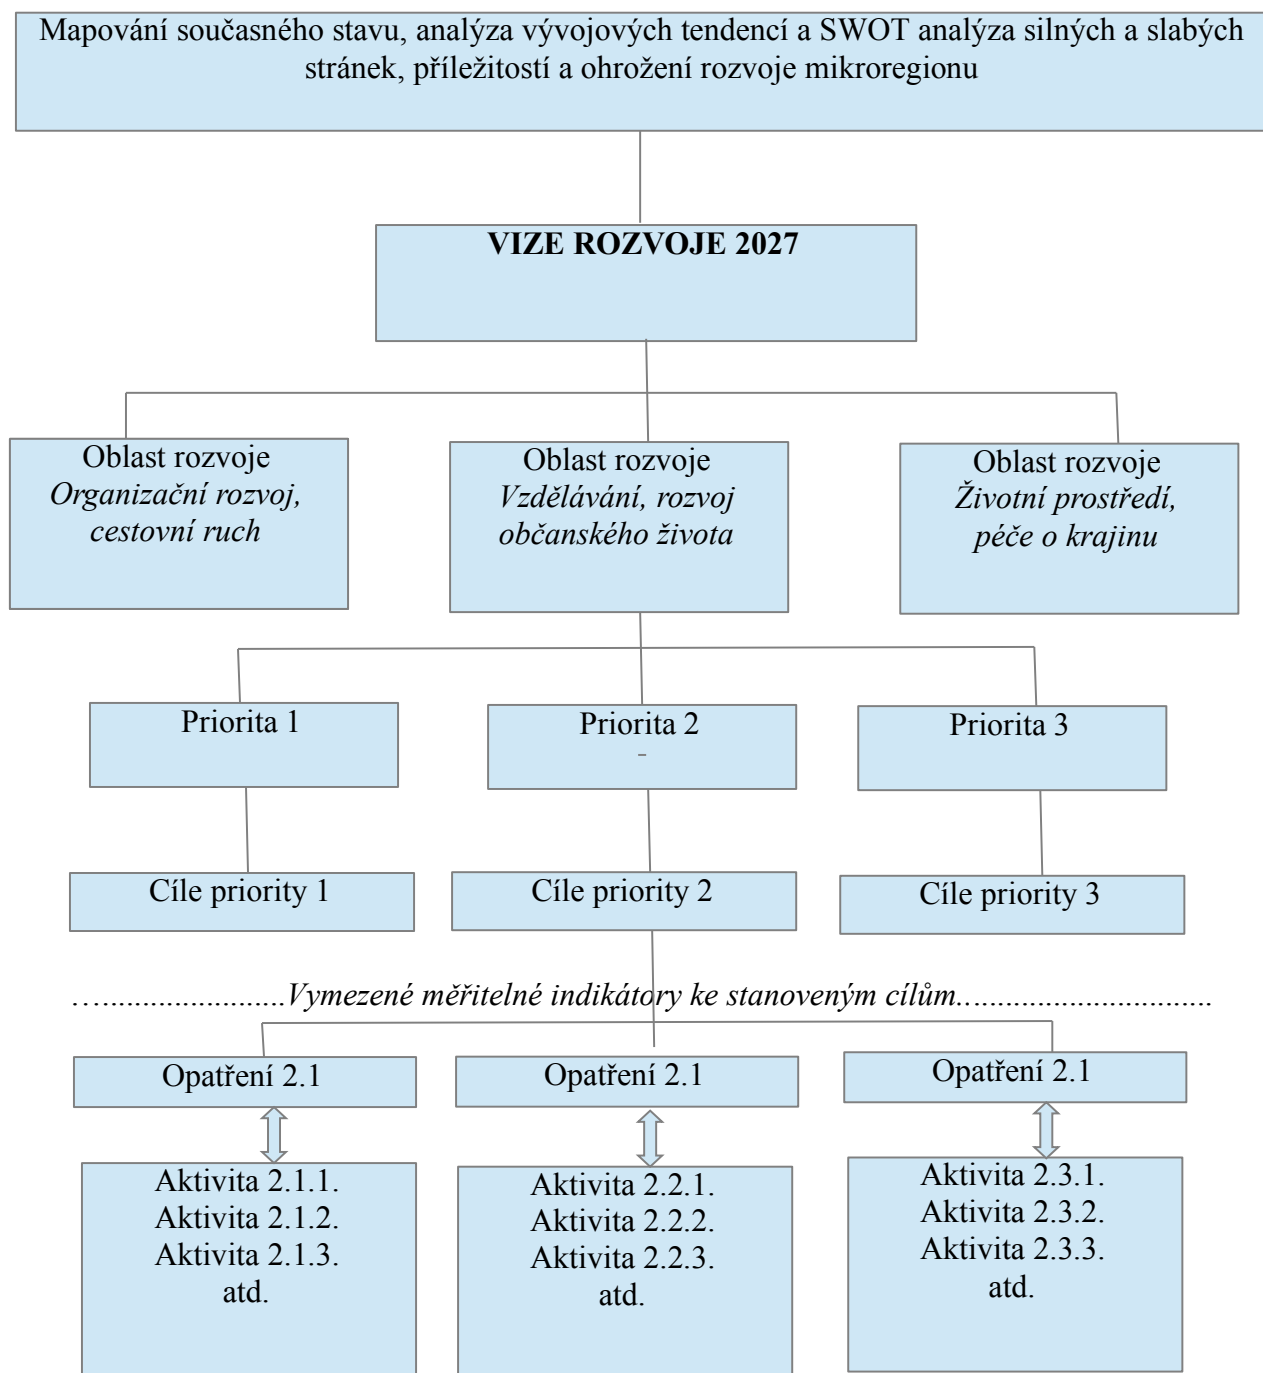 Mapování současného stavu, analýza vývojových tendencí a SWOT analýza silných a slabých
stránek, příležitostí a ohrožení rozvoje mikroregionu
VIZE ROZVOJE 2027
Oblast rozvoje
Organizační rozvoj,
cestovní ruch
Oblast rozvoje
Vzdělávání, rozvoj
občanského života
Oblast rozvoje
Životní prostředí,
péče o krajinu
Priorita 1
Priorita 2
-
Priorita 3
Cíle priority 1
Cíle priority 2
Cíle priority 3
…......................Vymezené měřitelné indikátory ke stanoveným cílům…..............................
Opatření 2.1
Opatření 2.1
Opatření 2.1
Aktivita 2.1.1.
Aktivita 2.1.2.
Aktivita 2.1.3.
atd.
Aktivita 2.2.1.
Aktivita 2.2.2.
Aktivita 2.2.3.
atd.
Aktivita 2.3.1.
Aktivita 2.3.2.
Aktivita 2.3.3.
atd.